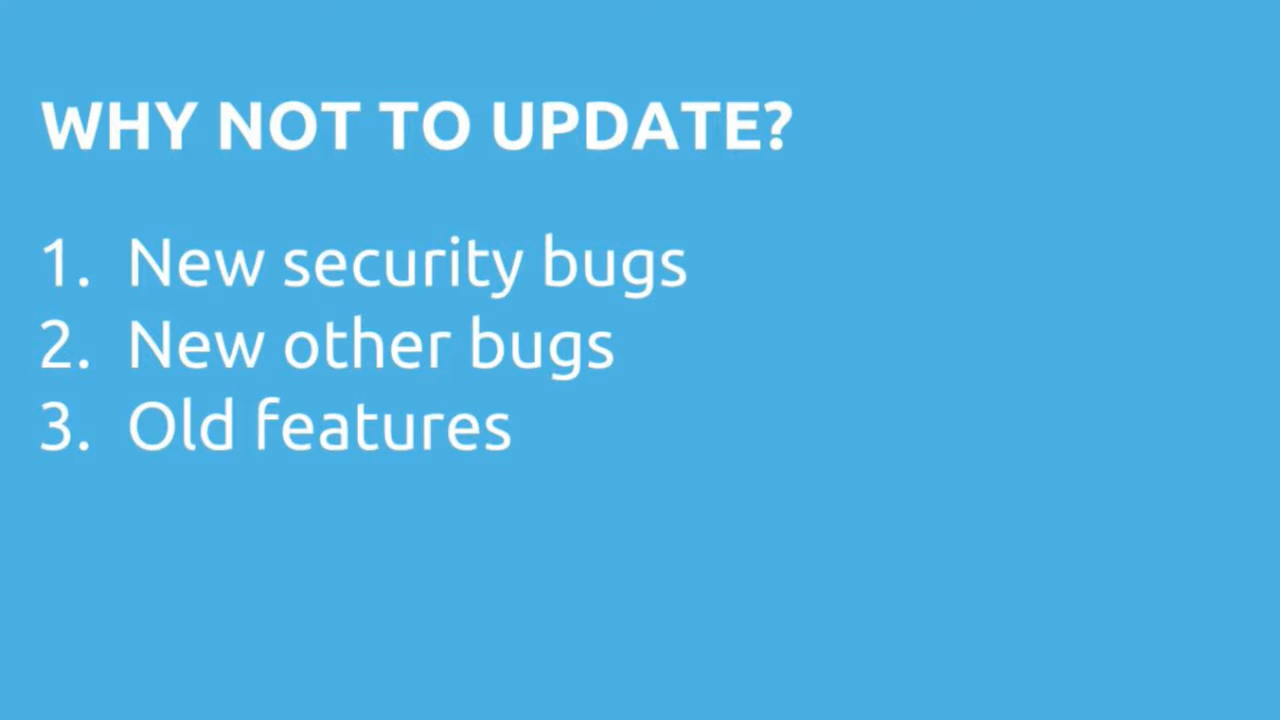 WHY NOT TO UPDATE?
1. New security bugs
2. New other bugs
3. Old features